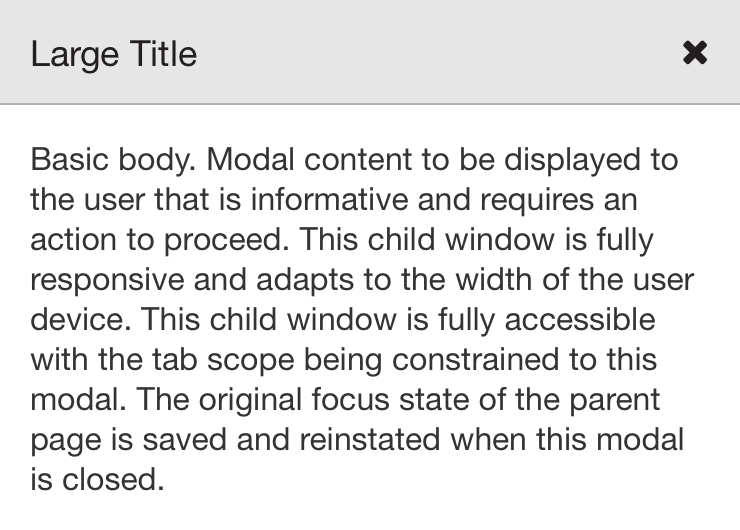 Large Title
Basic body. Modal content to be displayed to
the user that is informative and requires an
action to proceed. This child window is fully
responsive and adapts to the width of the user
device. This child window is fully accessible
with the tab scope being constrained to this
modal. The original focus state of the parent
page is saved and reinstated when this modal
is closed.